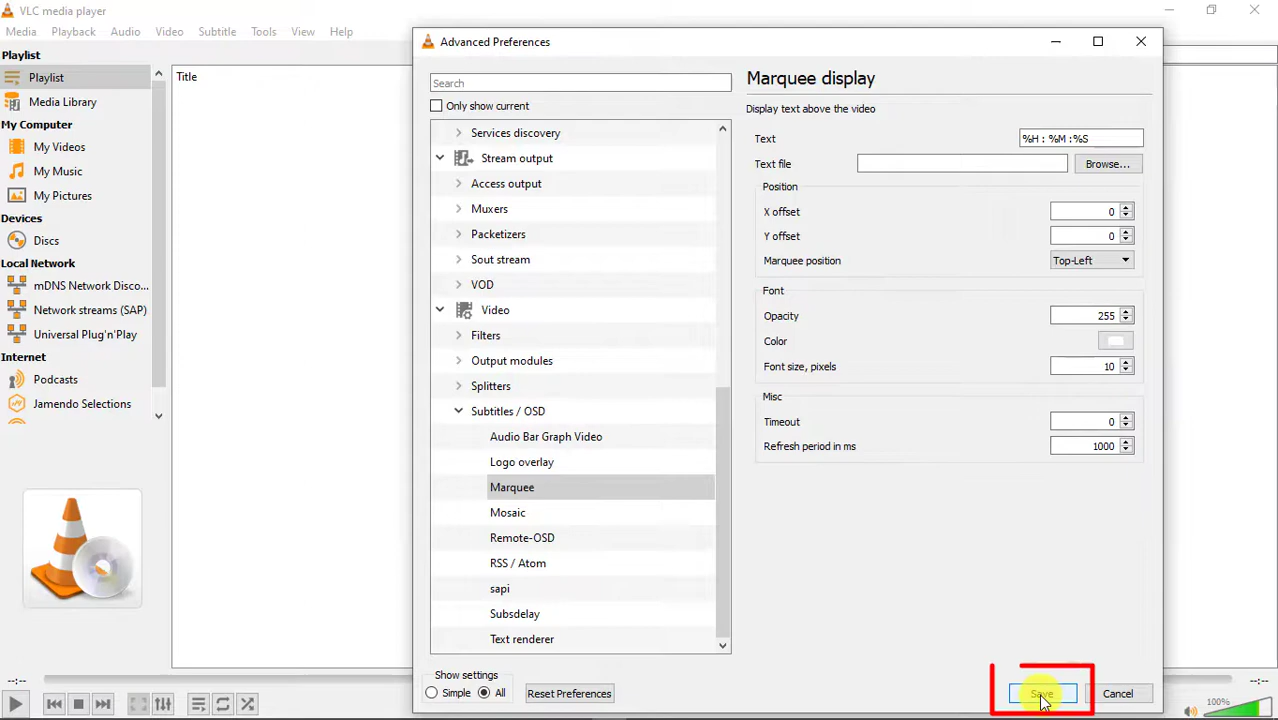 VLC media player
Media Playback Audio Video Subtitle Tools View Help
Playlist
Playlist
Media Library
My Computer
My Videos
My Music
My Pictures
Devices
Discs
Local Network
mDNS Network Disco...
Network streams (SAP)
Universal Plug'n'Play
Internet
Podcasts
Jamendo Selections
Title
Advanced Preferences
Search
Only show current
Services discovery
Stream output
Access output
Muxers
Packetizers
Sout stream
VOD
Video
Filters
Output modules
Splitters
Subtitles / OSD
Audio Bar Graph Video
Logo overlay
Marquee
Mosaic
Remote-OSD
RSS / Atom
sapi
Subsdelay
Text renderer
Show settings
Simple All
Reset Preferences
Marquee display
Display text above the video
Text %H : %M :%S
Text file Browse...
Position
X offset 0
Y offset 0
Marquee position Top-Left
Font
Opacity 255
Color
Font size, pixels 10
Misc
Timeout 0
Refresh period in ms 1000
Save Cancel
--:-- --:--
100%